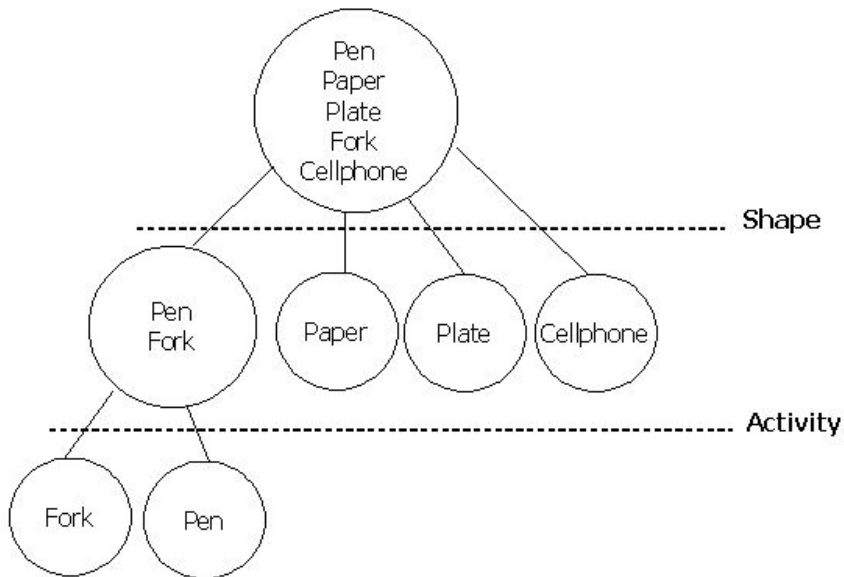 Pen
Paper
Plate
Fork
Cellphone
Shape
Pen
Fork
Paper
Plate
Cellphone
Activity
Fork
Pen